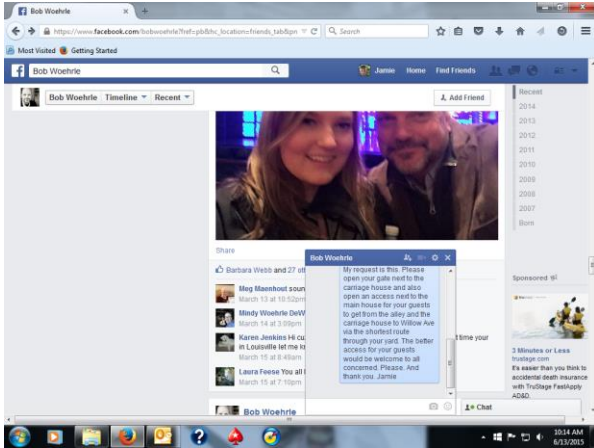 Bob Woehrle
https://www.facebook.com/bobwoehrle?fref=pb&hc_location=friends_tab&pn
Search
Most Visited
Getting Started
Bob Woehrle
Jamie Home Find Friends
Bob Woehrle Timeline Recent
Add Friend
Recent
2014
2013
2012
2011
2010
2009
2008
2007
Born
Share
Barbara Webb and 27 ot
Meg Maenhout soun
March 13 at 10:52pm
Mindy Woehrle DeW
March 14 at 3:09pm
Karen Jenkins Hi cu
in Louisville let me k
March 15 at 8:49am
Laura Feese You all l
March 15 at 7:10pm
Bob Woehrle
t time your
Bob Woehrle
My request is this. Please
open your gate next to the
carriage house and also
open an access next to the
main house for your guests
to get from the alley and the
carriage house to Willow Ave
via the shortest route
through your yard. The better
access for your guests
would be welcome to all
concerned. Please. And
thank you. Jamie
Sponsored
3 Minutes or Less
trustage.com
It's easier than you think to
accidental death insurance
with TruStage FastApply
AD&D.
Chat
10:14 AM
6/13/2015